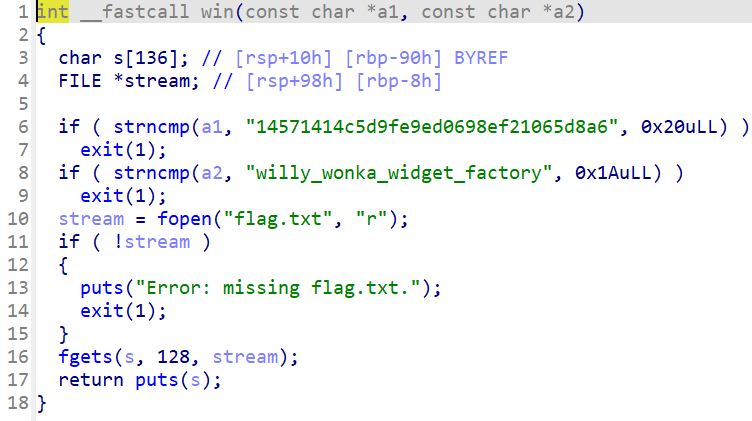 1 int __fastcall win(const char *a1, const char *a2)
2 {
3   char s[136]; // [rsp+10h] [rbp-90h] BYREF
4   FILE *stream; // [rsp+98h] [rbp-8h]
5
6   if ( strncmp(a1, "14571414c5d9fe9ed0698ef21065d8a6", 0x20uLL) )
7     exit(1);
8   if ( strncmp(a2, "willy_wonka_widget_factory", 0x1AuLL) )
9     exit(1);
10   stream = fopen("flag.txt", "r");
11   if ( !stream )
12   {
13     puts("Error: missing flag.txt.");
14     exit(1);
15   }
16   fgets(s, 128, stream);
17   return puts(s);
18 }